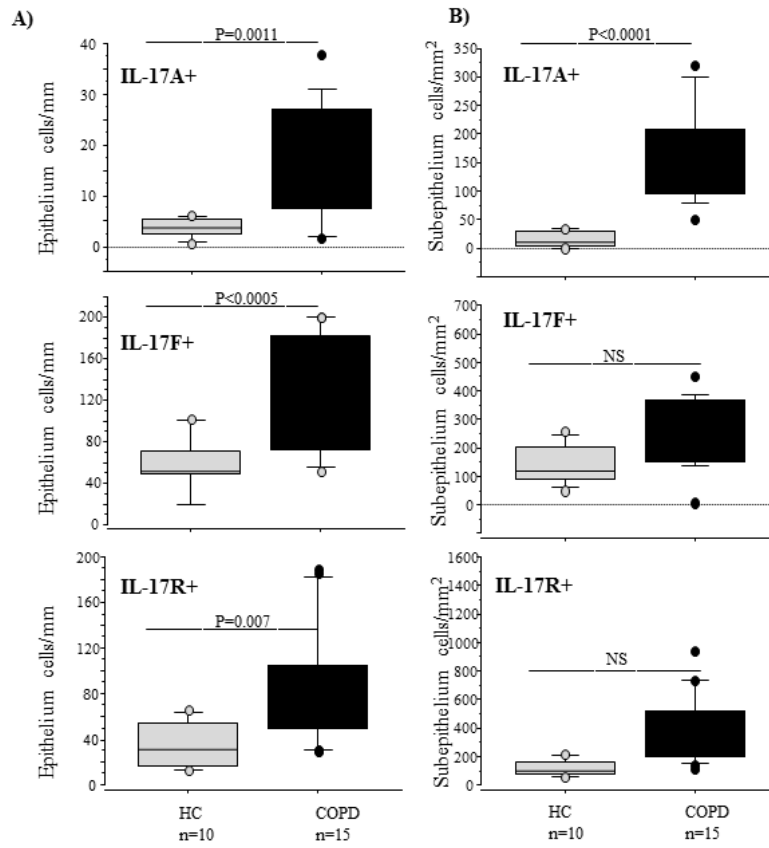 A)
P=0.0011
IL-17A+
Epithelium cells/mm
40
30
20
10
0
B)
P<0.0001
IL-17A+
Subepithelium cells/mm2
350
300
250
200
150
100
50
0
P<0.0005
IL-17F+
Epithelium cells/mm
200
160
120
80
40
0
IL-17F+
NS
Subepithelium cells/mm2
700
600
500
400
300
200
100
0
IL-17R+
P=0.007
Epithelium cells/mm
200
160
120
80
40
0
HC
n=10
COPD
n=15
IL-17R+
NS
Subepithelium cells/mm2
1600
1400
1200
1000
800
600
400
200
0
HC
n=10
COPD
n=15